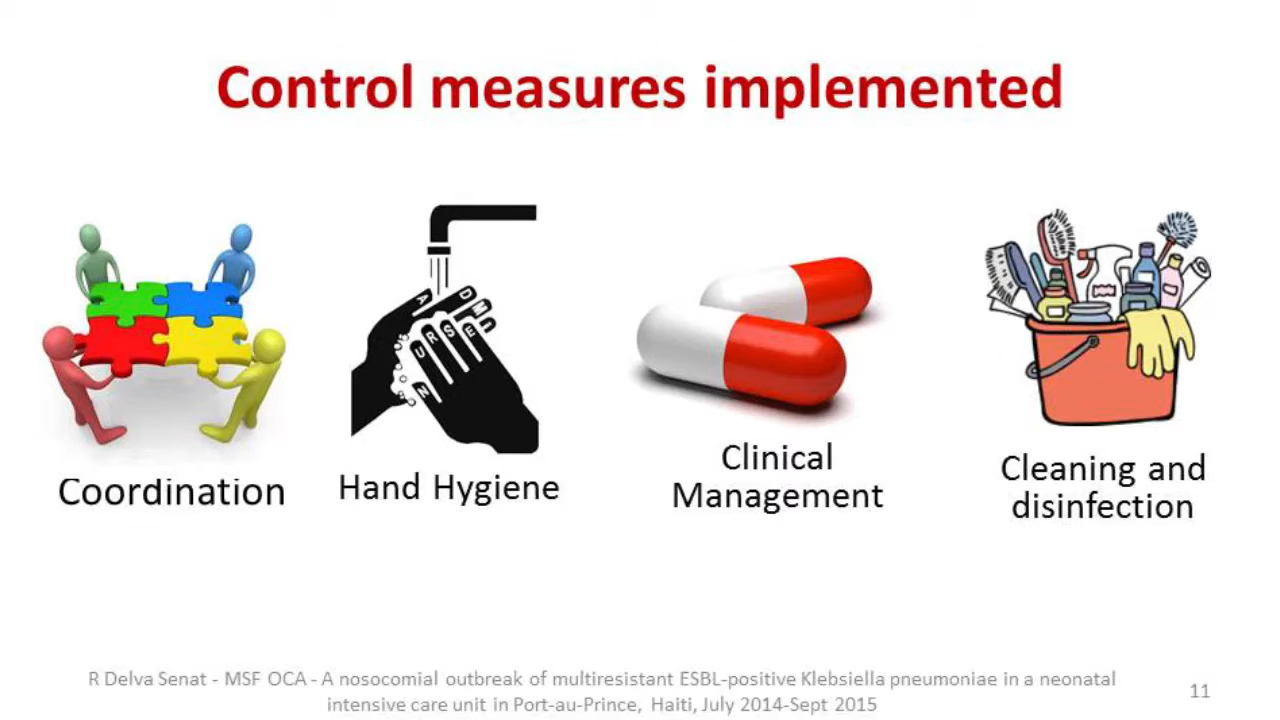 Control measures implemented
A
D
M
N
U
R
S
E
Coordination
Hand Hygiene
Clinical
Management
Cleaning and
disinfection
R Delva Senat - MSF OCA - A nosocomial outbreak of multiresistant ESBL-positive Klebsiella pneumoniae in a neonatal
intensive care unit in Port-au-Prince, Haiti, July 2014-Sept 2015
11